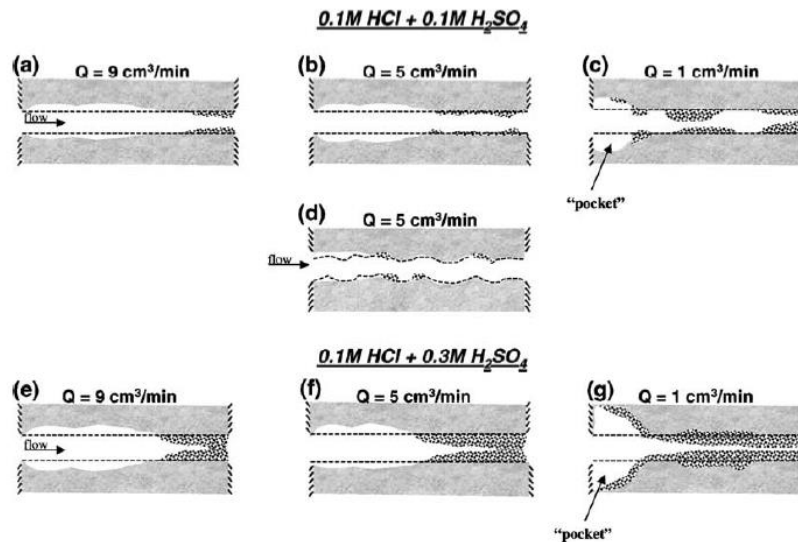 0.1M HCl + 0.1M H₂SO₄
(a) Q = 9 cm³/min
(b) Q = 5 cm³/min
(c) Q = 1 cm³/min
flow
"pocket"
(d) Q = 5 cm³/min
flow
0.1M HCl + 0.3M H₂SO₄
(e) Q = 9 cm³/min
(f) Q = 5 cm³/min
(g) Q = 1 cm³/min
flow
"pocket"